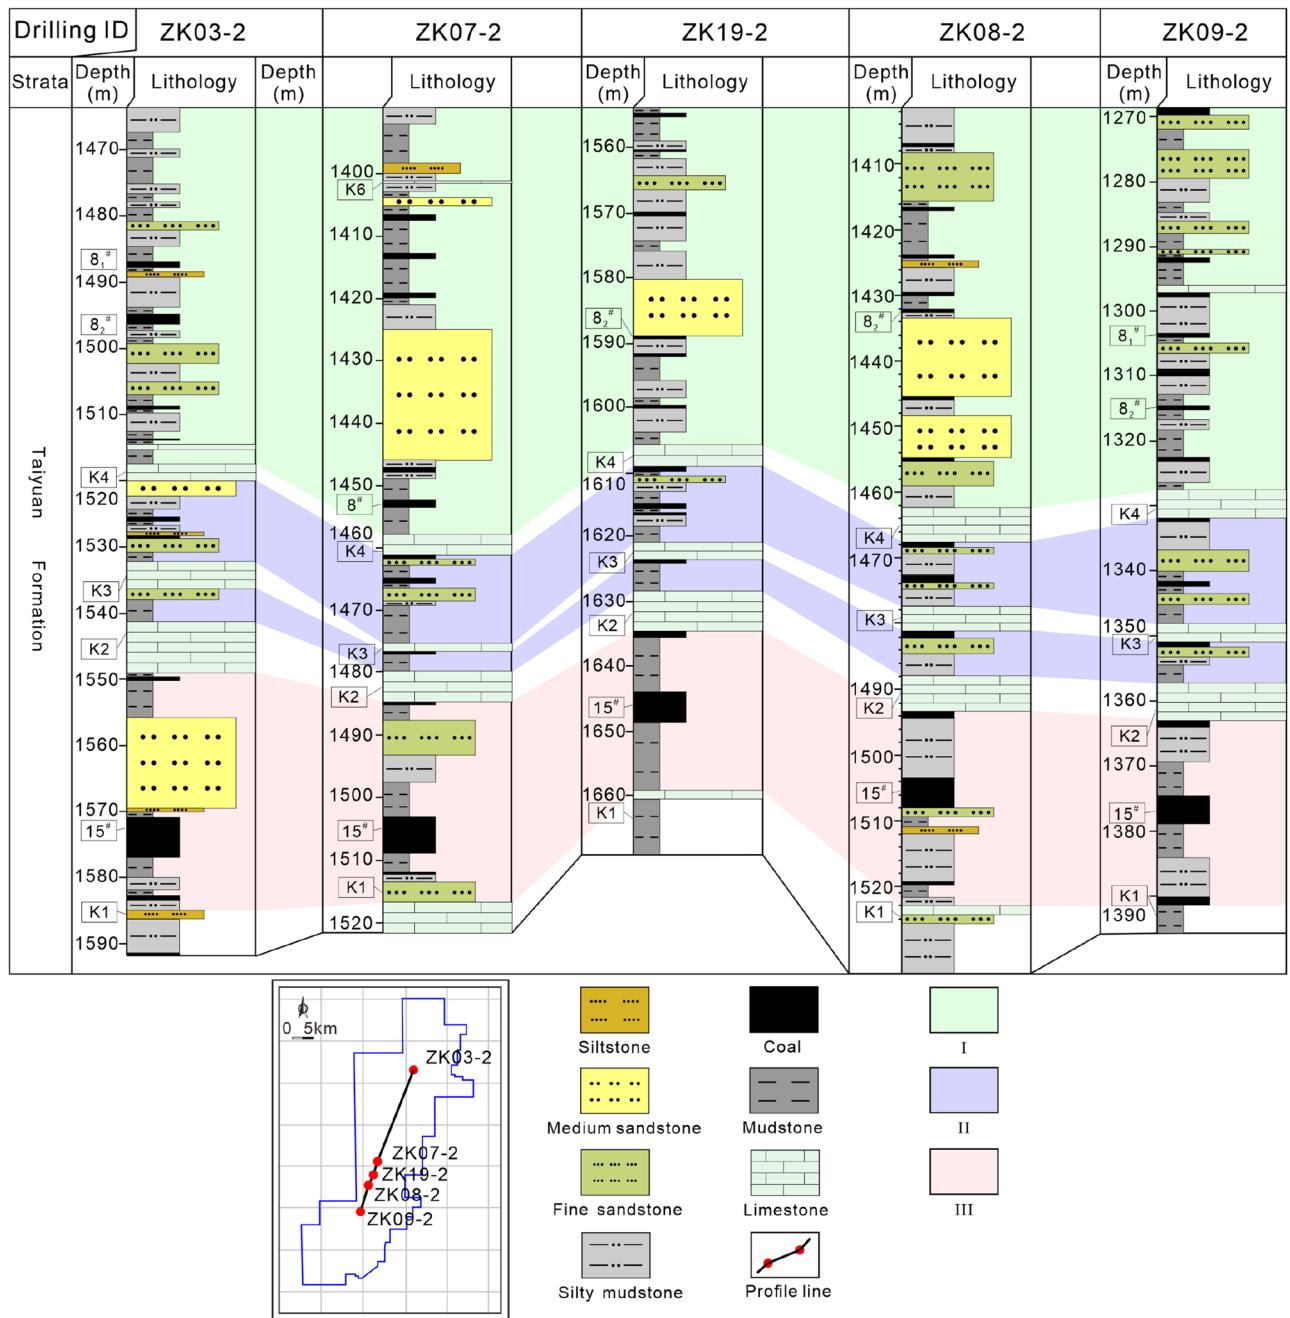 Drilling ID ZK03-2 ZK07-2 ZK19-2 ZK08-2 ZK09-2
Strata Depth (m) Lithology Depth (m) Lithology Depth (m) Lithology Depth (m) Lithology Depth (m) Lithology
Taiyuan Formation
1470
1480
8₁#
1490
8₂#
1500
1510
K4
1520
1530
K3
1540
K2
1550
1560
1570
15#
1580
K1
1590
1400
K6
1410
1420
1430
1440
1450
8#
1460
K4
1470
K3
1480
K2
1490
1500
15#
1510
K1
1520
1560
1570
1580
8₂#
1590
1600
K4
1610
1620
K3
1630
K2
1640
15#
1650
1660
K1
1410
1420
1430
8₂#
1440
1450
1460
K4
1470
K3
1490
K2
1500
15#
1510
1520
K1
1270
1280
1290
1300
8₁#
1310
8₂#
1320
K4
1340
1350
K3
1360
K2
1370
15#
1380
K1
1390
0 5km
ZK03-2
ZK07-2
ZK19-2
ZK08-2
ZK09-2
Siltstone
Coal
I
Medium sandstone
Mudstone
II
Fine sandstone
Limestone
III
Silty mudstone
Profile line